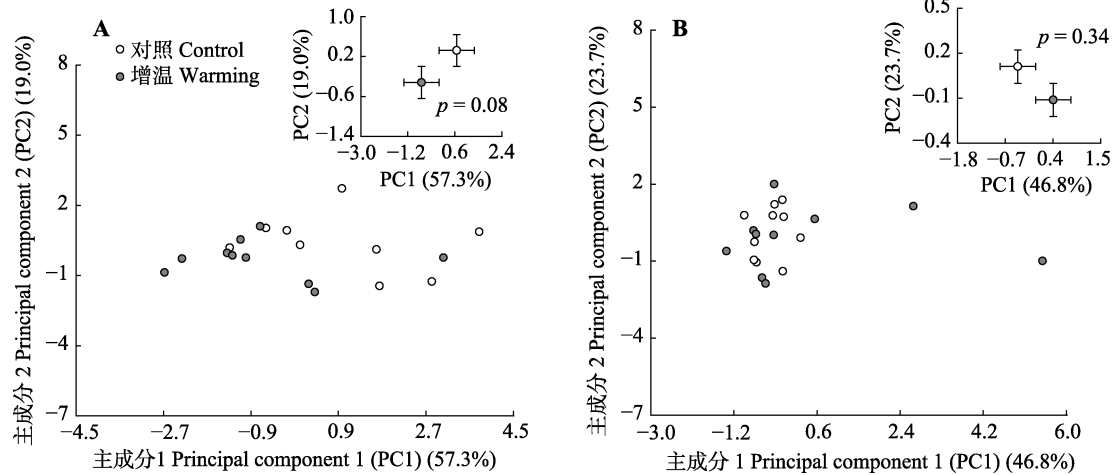 A
对照 Control
增温 Warming
主成分 2 Principal component 2 (PC2) (19.0%)
8
5
2
−1
−4
−7
−4.5 −2.7 −0.9 0.9 2.7 4.5
主成分1 Principal component 1 (PC1) (57.3%)
PC2 (19.0%)
1.0
0.2
−0.6
−1.4
p = 0.08
−3.0 −1.2 0.6 2.4
PC1 (57.3%)
B
主成分 2 Principal component 2 (PC2) (23.7%)
8
5
2
−1
−4
−7
−3.0 −1.2 0.6 2.4 4.2 6.0
主成分 1 Principal component 1 (PC1) (46.8%)
PC2 (23.7%)
0.5
0.2
−0.1
−0.4
p = 0.34
−1.8 −0.7 0.4 1.5
PC1 (46.8%)